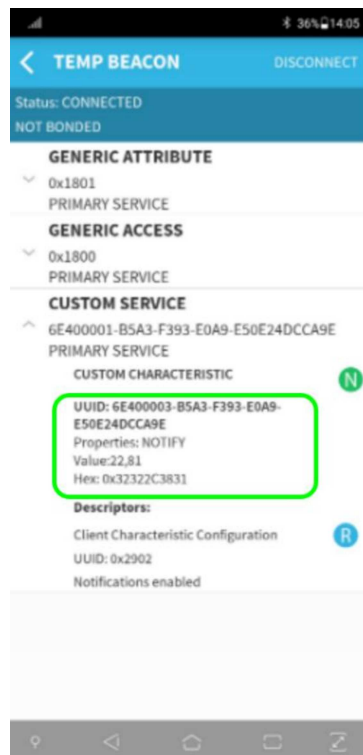 36% 14:05
TEMP BEACON DISCONNECT
Status: CONNECTED
NOT BONDED
GENERIC ATTRIBUTE
0x1801
PRIMARY SERVICE
GENERIC ACCESS
0x1800
PRIMARY SERVICE
CUSTOM SERVICE
6E400001-B5A3-F393-E0A9-E50E24DCCA9E
PRIMARY SERVICE
CUSTOM CHARACTERISTIC
N
UUID: 6E400003-B5A3-F393-E0A9-
E50E24DCCA9E
Properties: NOTIFY
Value:22,81
Hex: 0x32322C3831
Descriptors:
Client Characteristic Configuration
R
UUID: 0x2902
Notifications enabled